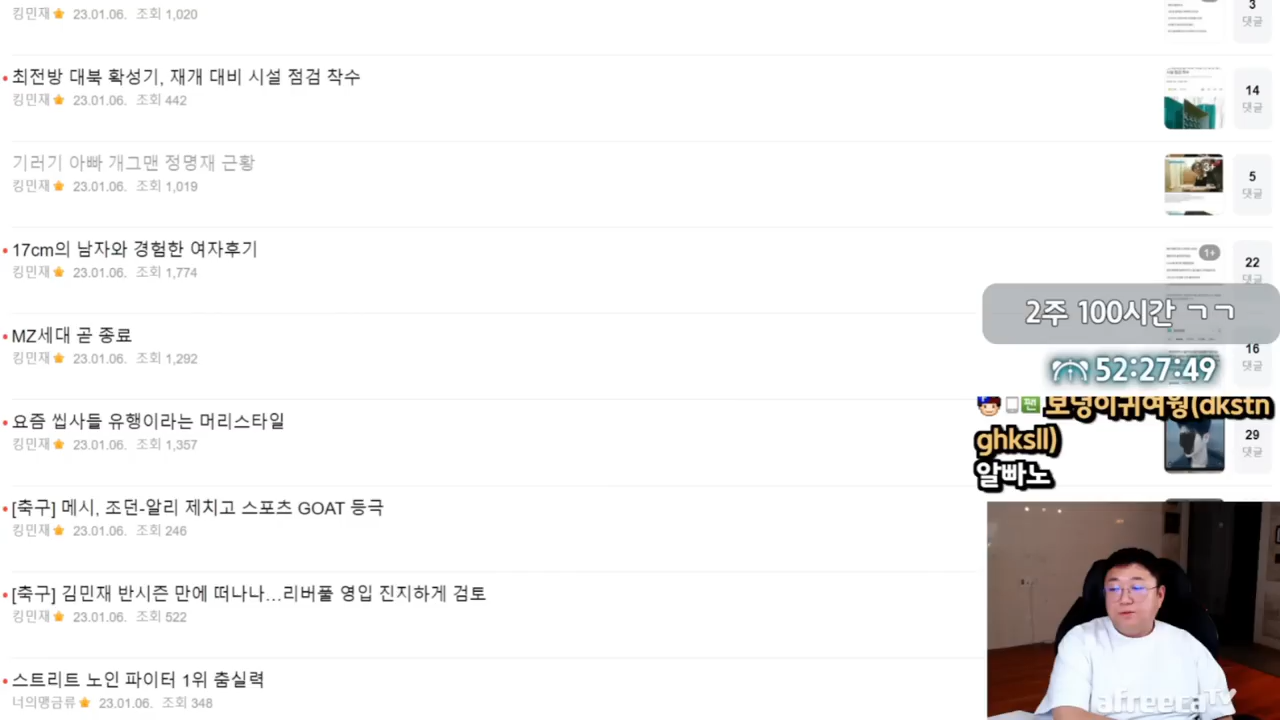 킹민재 23.01.06. 조회 1,020
3
댓글
최전방 대북 확성기, 재개 대비 시설 점검 착수
킹민재 23.01.06. 조회 442
14
댓글
기러기 아빠 개그맨 정명재 근황
킹민재 23.01.06. 조회 1,019
3+
5
댓글
17cm의 남자와 경험한 여자후기
킹민재 23.01.06. 조회 1,774
1+
22
댓글
2주 100시간 ㄱㄱ
MZ세대 곧 종료
킹민재 23.01.06. 조회 1,292
16
댓글
52:27:49
요즘 씹사들 유행이라는 머리스타일
킹민재 23.01.06. 조회 1,357
29
댓글
팬 보넝이귀여웡(dkstn
ghksll)
알빠노
[축구] 메시, 조던-알리 제치고 스포츠 GOAT 등극
킹민재 23.01.06. 조회 246
[축구] 김민재 반시즌 만에 떠나나…리버풀 영입 진지하게 검토
킹민재 23.01.06. 조회 522
스트리트 노인 파이터 1위 춤실력
너의맹금류 23.01.06. 조회 348
afreecaTV